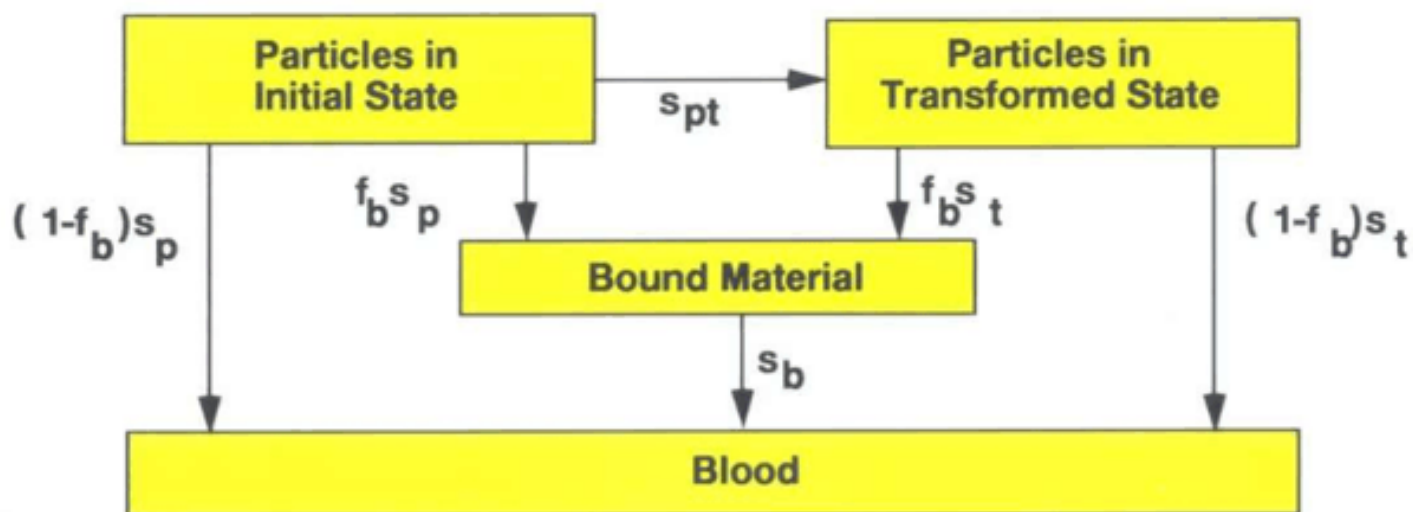 Particles in
Initial State
Particles in
Transformed State
s_pt
(1-f_b)s_p
f_b s_p
f_b s_t
(1-f_b)s_t
Bound Material
s_b
Blood